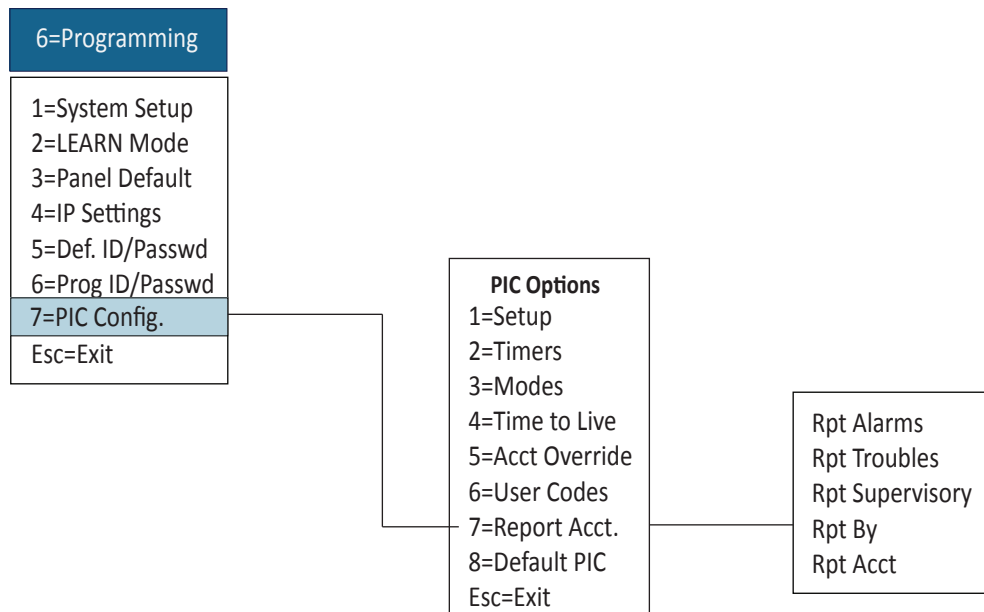 6=Programming
1=System Setup
2=LEARN Mode
3=Panel Default
4=IP Settings
5=Def. ID/Passwd
6=Prog ID/Passwd
7=PIC Config.
Esc=Exit
PIC Options
1=Setup
2=Timers
3=Modes
4=Time to Live
5=Acct Override
6=User Codes
7=Report Acct.
8=Default PIC
Esc=Exit
Rpt Alarms
Rpt Troubles
Rpt Supervisory
Rpt By
Rpt Acct